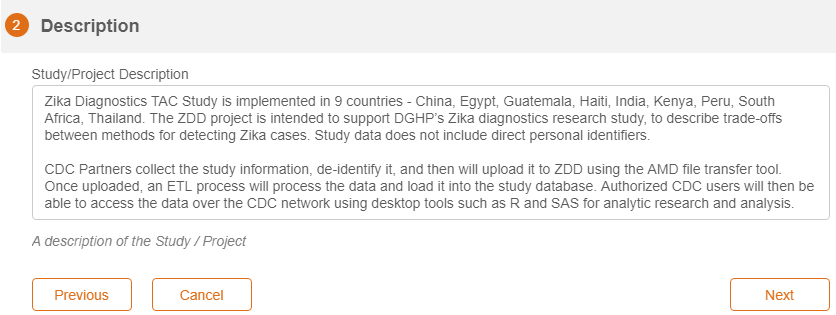 2 Description
Study/Project Description
Zika Diagnostics TAC Study is implemented in 9 countries - China, Egypt, Guatemala, Haiti, India, Kenya, Peru, South
Africa, Thailand. The ZDD project is intended to support DGHP's Zika diagnostics research study, to describe trade-offs
between methods for detecting Zika cases. Study data does not include direct personal identifiers.
CDC Partners collect the study information, de-identify it, and then will upload it to ZDD using the AMD file transfer tool.
Once uploaded, an ETL process will process the data and load it into the study database. Authorized CDC users will then be
able to access the data over the CDC network using desktop tools such as R and SAS for analytic research and analysis.
A description of the Study / Project
Previous Cancel Next